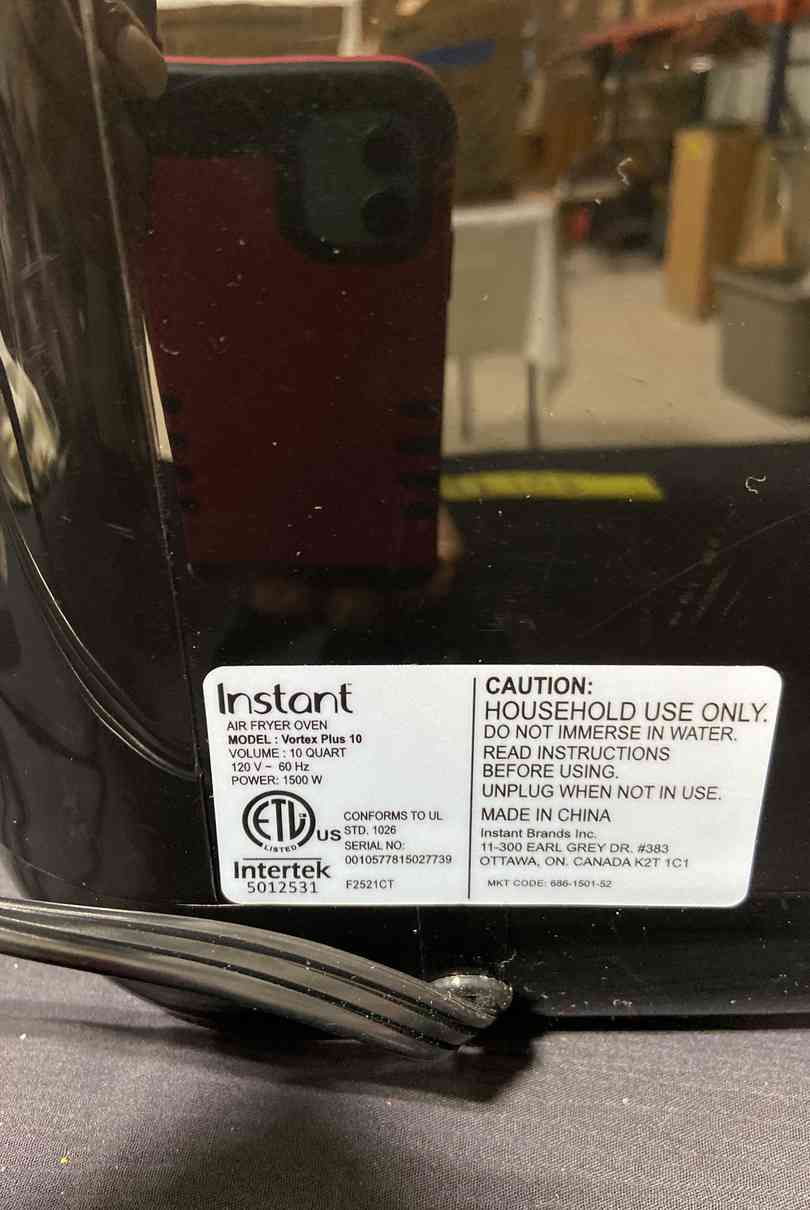 Instant™
AIR FRYER OVEN
MODEL : Vortex Plus 10
VOLUME : 10 QUART
120 V ~ 60 Hz
POWER: 1500 W
ETL
LISTED
US
Intertek
5012531
CONFORMS TO UL
STD. 1026
SERIAL NO:
0010577815027739
F2521CT
CAUTION:
HOUSEHOLD USE ONLY.
DO NOT IMMERSE IN WATER.
READ INSTRUCTIONS
BEFORE USING.
UNPLUG WHEN NOT IN USE.
MADE IN CHINA
Instant Brands Inc.
11-300 EARL GREY DR. #383
OTTAWA, ON. CANADA K2T 1C1
MKT CODE: 686-1501-52